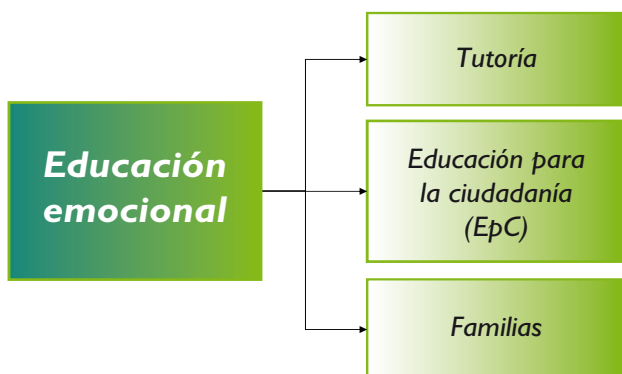 Educación
emocional
Tutoría
Educación para
la ciudadanía
(EpC)
Familias